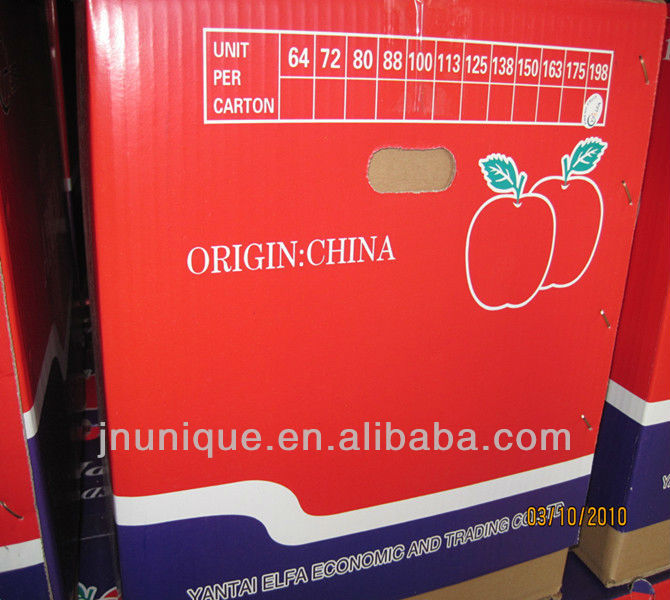 UNIT PER CARTON
64 72 80 88 100 113 125 138 150 163 175 198
ORIGIN:CHINA
jnunique.en.alibaba.com
03/10/2010
YANTAI ELFA ECONOMIC AND TRADING CO